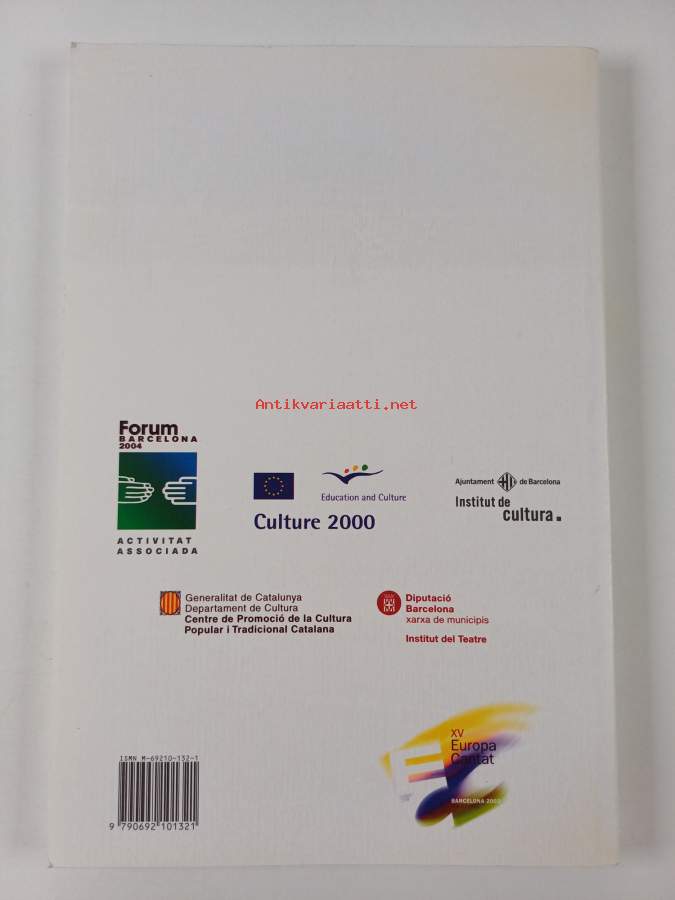 Antikvariaatti.net
Forum
BARCELONA
2004
ACTIVITAT
ASSOCIADA
Education and Culture
Culture 2000
Ajuntament de Barcelona
Institut de
cultura.
Generalitat de Catalunya
Departament de Cultura
Centre de Promoció de la Cultura
Popular i Tradicional Catalana
Diputació
Barcelona
xarxa de municipis
Institut del Teatre
XV
Europa
Cantat
BARCELONA
ISMN M-69210-132-1
9 790692 101321